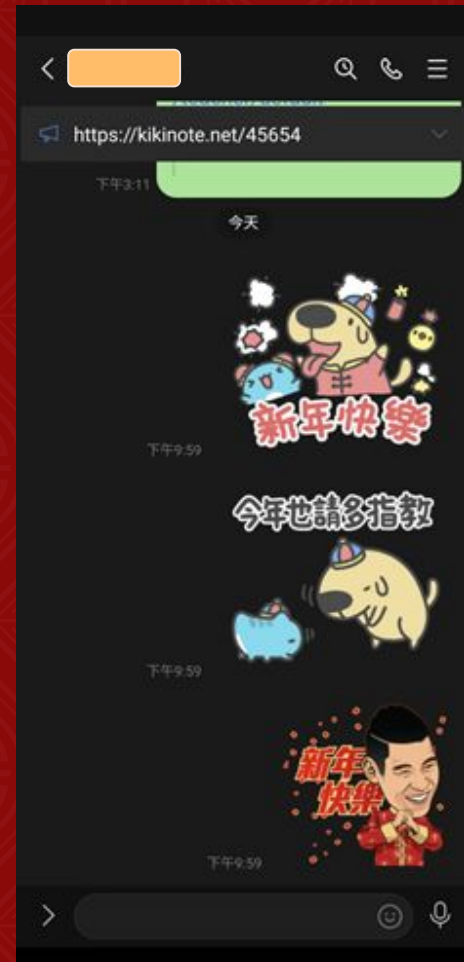 https://kikinote.net/45654
下午3:11
今天
新年快樂
下午9:59
今年也請多指教
下午9:59
新年
快樂
下午9:59